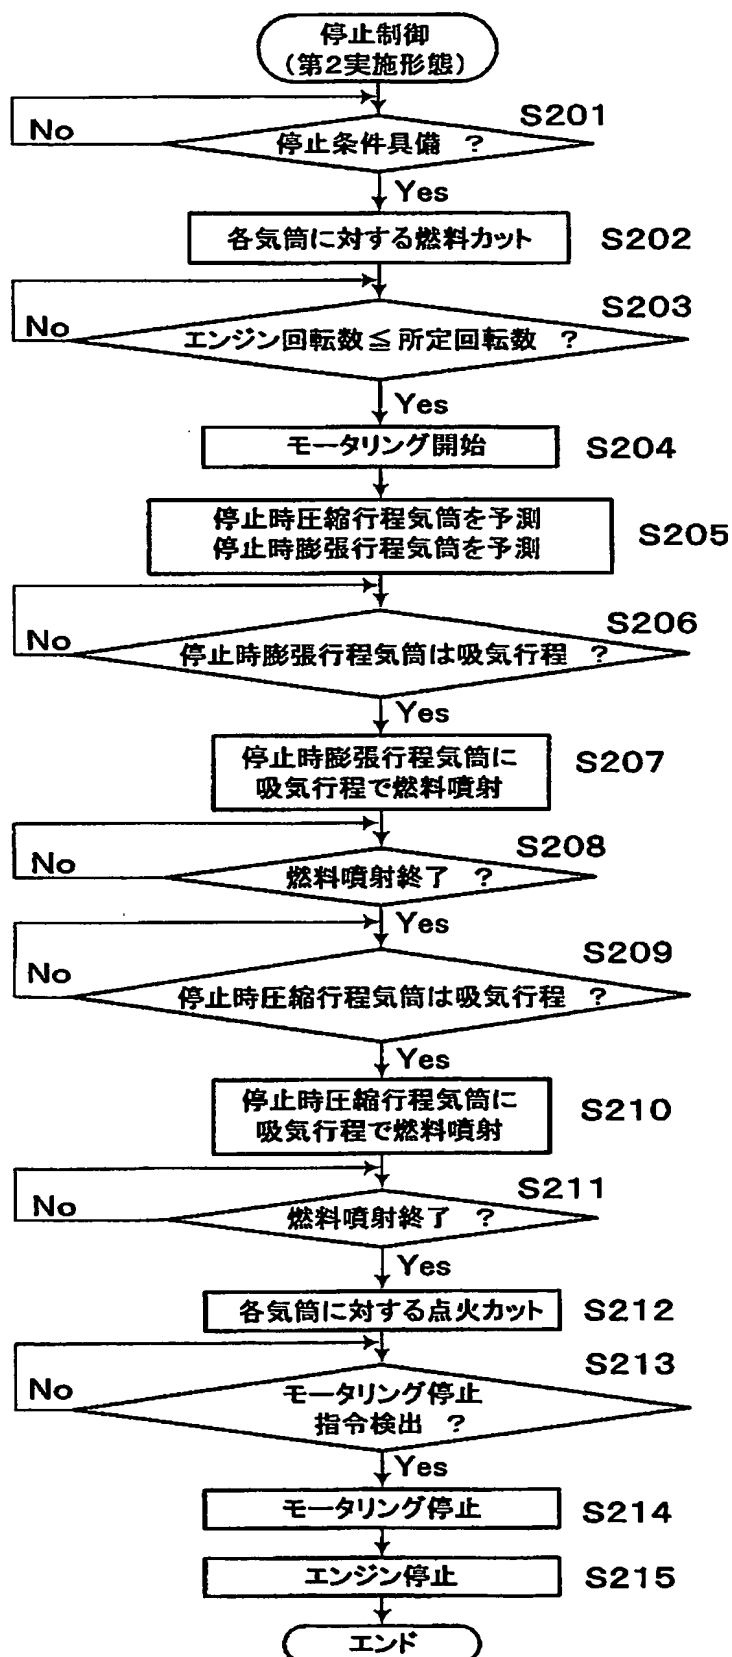 停止制御
(第2実施形態)
S201
No
停止条件具備 ?
Yes
各気筒に対する燃料カット
S202
S203
No
エンジン回転数≦所定回転数 ?
Yes
モータリング開始
S204
停止時圧縮行程気筒を予測
停止時膨張行程気筒を予測
S205
S206
No
停止時膨張行程気筒は吸気行程 ?
Yes
停止時膨張行程気筒に
吸気行程で燃料噴射
S207
S208
No
燃料噴射終了 ?
Yes
S209
No
停止時圧縮行程気筒は吸気行程 ?
Yes
停止時圧縮行程気筒に
吸気行程で燃料噴射
S210
S211
No
燃料噴射終了 ?
Yes
各気筒に対する点火カット
S212
S213
No
モータリング停止
指令検出 ?
Yes
モータリング停止
S214
エンジン停止
S215
エンド